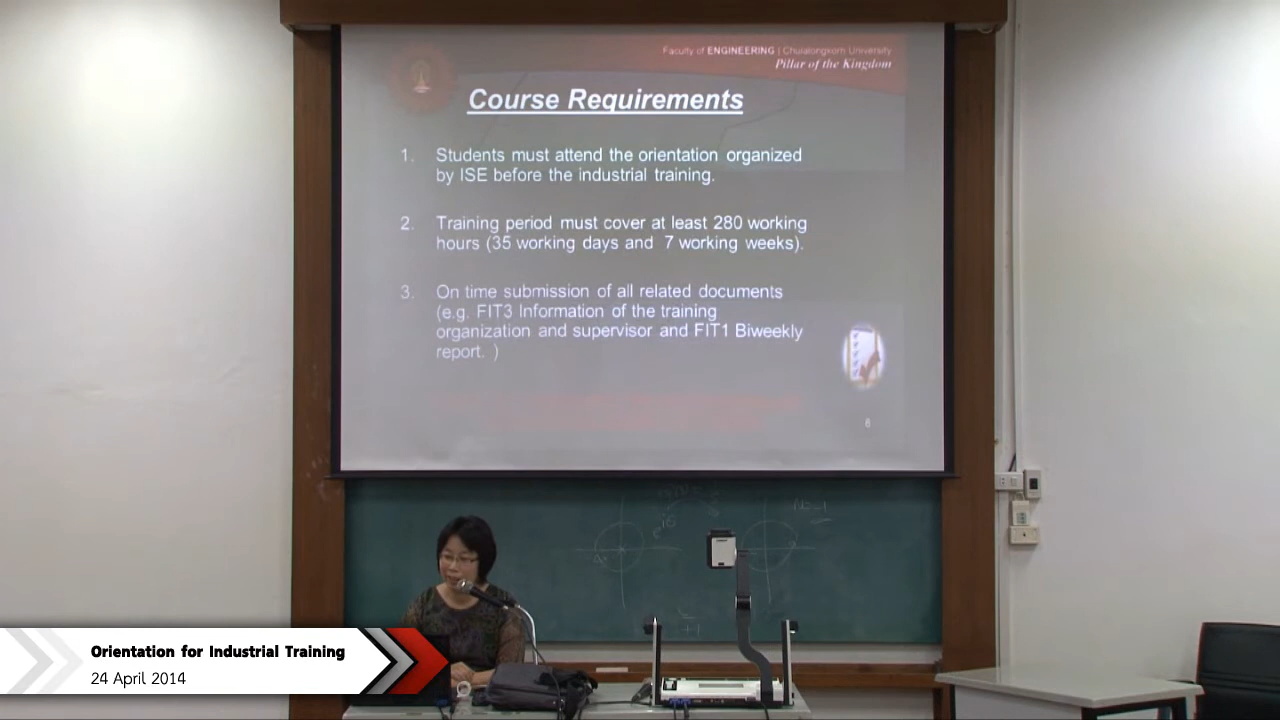 Faculty of ENGINEERING | Chulalongkorn University
Pillar of the Kingdom
Course Requirements
1. Students must attend the orientation organized
by ISE before the industrial training.
2. Training period must cover at least 280 working
hours (35 working days and 7 working weeks).
3. On time submission of all related documents
(e.g. FIT3 Information of the training
organization and supervisor and FIT1 Biweekly
report. )
6
Orientation for Industrial Training
24 April 2014